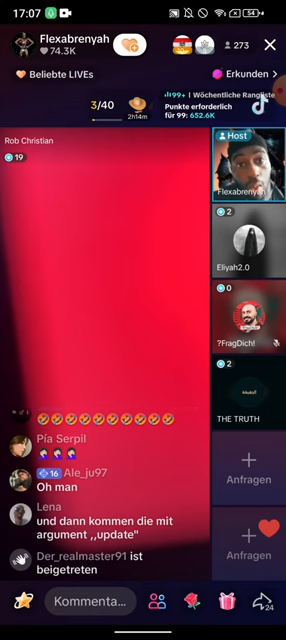 17:07
54
Flexabrenyah
74.3K
273
Beliebte LIVEs
Erkunden
3/40
2h14m
99+ | Wöchentliche Rangliste
Punkte erforderlich
für 99: 652.6K
Rob Christian
19
Host
Flexabrenyah
2
Eliyah2.0
0
?FragDich!
2
THE TRUTH
Anfragen
Anfragen
Pía Serpil
16 Ale_ju97
Oh man
Lena
und dann kommen die mit
argument ,,update"
Der_realmaster91 ist
beigetreten
Kommenta...
24